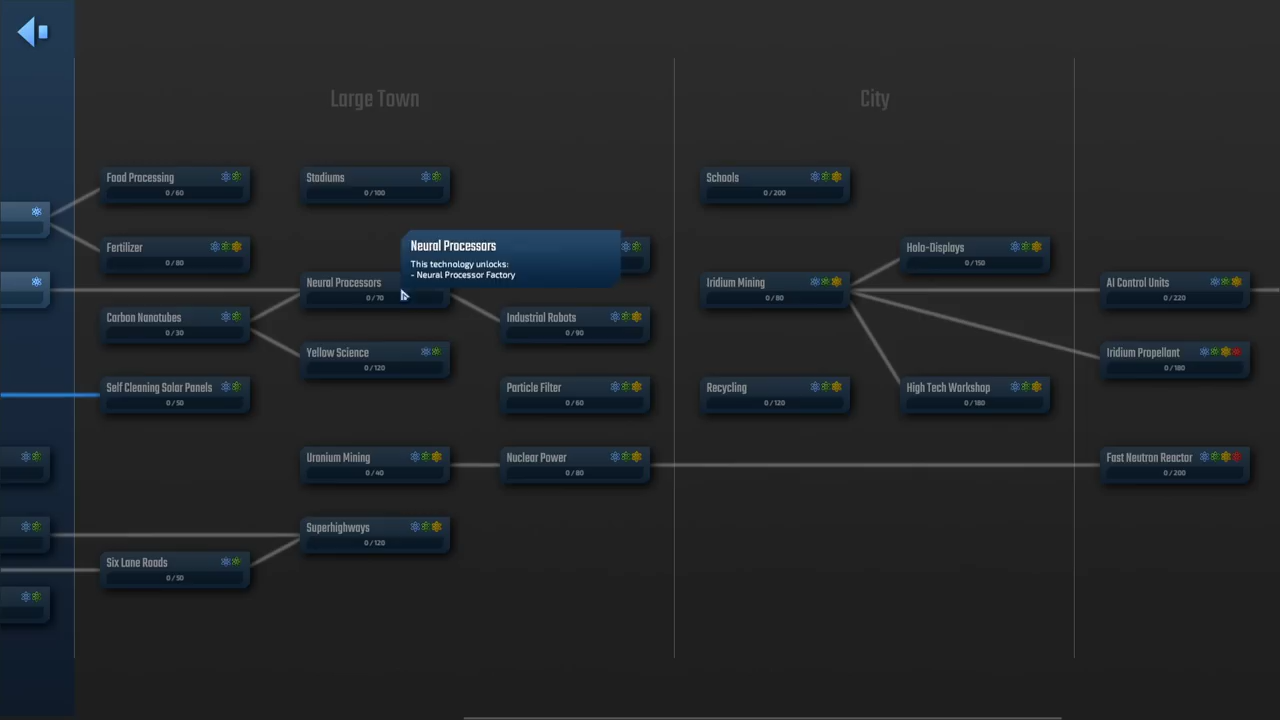 Large Town
City
Food Processing
0/60
Stadiums
0/100
Schools
0/200
Fertilizer
0/80
Neural Processors
This technology unlocks:
- Neural Processor Factory
Holo-Displays
0/150
Neural Processors
0/70
Iridium Mining
0/80
AI Control Units
0/220
Carbon Nanotubes
0/30
Industrial Robots
0/90
Yellow Science
0/120
Iridium Propellant
0/180
Self Cleaning Solar Panels
0/50
Particle Filter
0/60
Recycling
0/120
High Tech Workshop
0/180
Uranium Mining
0/40
Nuclear Power
0/80
Fast Neutron Reactor
0/200
Superhighways
0/120
Six Lane Roads
0/50